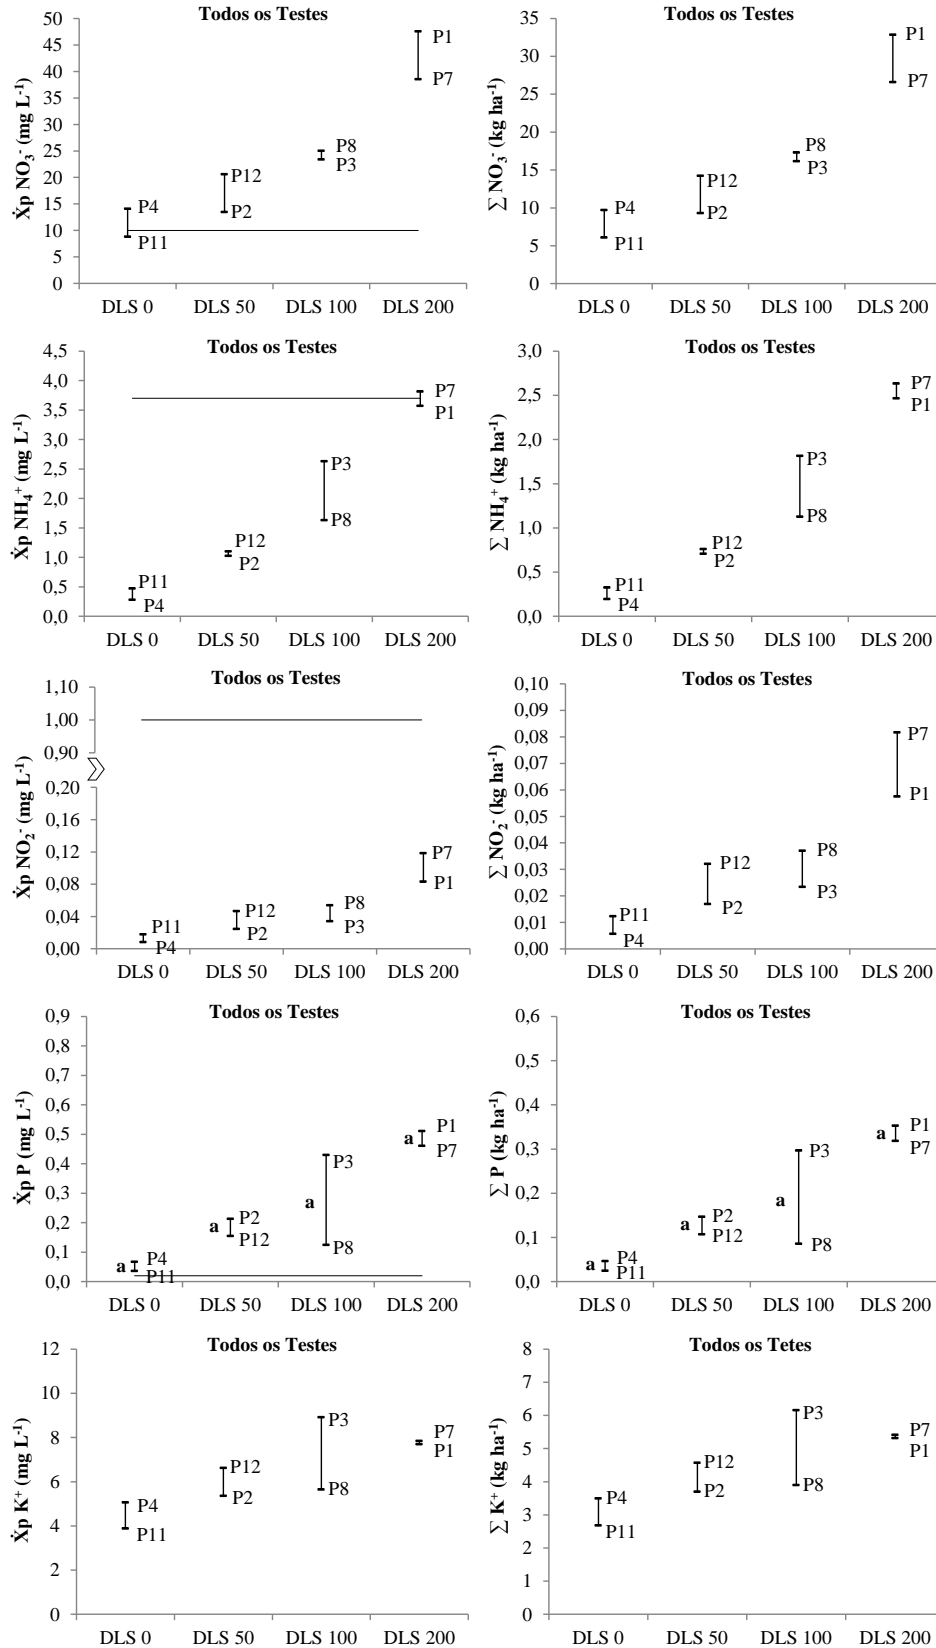 Todos os Testes
Ẋp NO₃⁻ (mg L⁻¹)
50
45
40
35
30
25
20
15
10
5
0
P4
P11
P12
P2
P8
P3
P1
P7
DLS 0 DLS 50 DLS 100 DLS 200
Todos os Testes
∑ NO₃⁻ (kg ha⁻¹)
35
30
25
20
15
10
5
0
P4
P11
P12
P2
P8
P3
P1
P7
DLS 0 DLS 50 DLS 100 DLS 200
Todos os Testes
Ẋp NH₄⁺ (mg L⁻¹)
4,5
4,0
3,5
3,0
2,5
2,0
1,5
1,0
0,5
0,0
P11
P4
P12
P2
P3
P8
P7
P1
DLS 0 DLS 50 DLS 100 DLS 200
Todos os Testes
∑ NH₄⁺ (kg ha⁻¹)
3,0
2,5
2,0
1,5
1,0
0,5
0,0
P11
P4
P12
P2
P3
P8
P7
P1
DLS 0 DLS 50 DLS 100 DLS 200
Todos os Testes
Ẋp NO₂⁻ (mg L⁻¹)
1,10
1,00
0,90
0,20
0,12
0,08
0,04
0,00
P11
P4
P12
P2
P8
P3
P7
P1
DLS 0 DLS 50 DLS 100 DLS 200
Todos os Testes
∑ NO₂⁻ (kg ha⁻¹)
0,10
0,09
0,08
0,07
0,06
0,05
0,04
0,03
0,02
0,01
0,00
P11
P4
P12
P2
P8
P3
P7
P1
DLS 0 DLS 50 DLS 100 DLS 200
Todos os Testes
Ẋp P (mg L⁻¹)
0,9
0,8
0,7
0,6
0,5
0,4
0,3
0,2
0,1
0,0
a
P4
P11
a
P2
P12
a
P3
P8
a
P1
P7
DLS 0 DLS 50 DLS 100 DLS 200
Todos os Testes
∑ P (kg ha⁻¹)
0,6
0,5
0,4
0,3
0,2
0,1
0,0
a
P4
P11
a
P2
P12
a
P3
P8
a
P1
P7
DLS 0 DLS 50 DLS 100 DLS 200
Todos os Testes
Ẋp K⁺ (mg L⁻¹)
12
10
8
6
4
2
0
P4
P11
P12
P2
P3
P8
P7
P1
DLS 0 DLS 50 DLS 100 DLS 200
Todos os Tetes
∑ K⁺ (kg ha⁻¹)
8
7
6
5
4
3
2
1
0
P4
P11
P12
P2
P3
P8
P7
P1
DLS 0 DLS 50 DLS 100 DLS 200